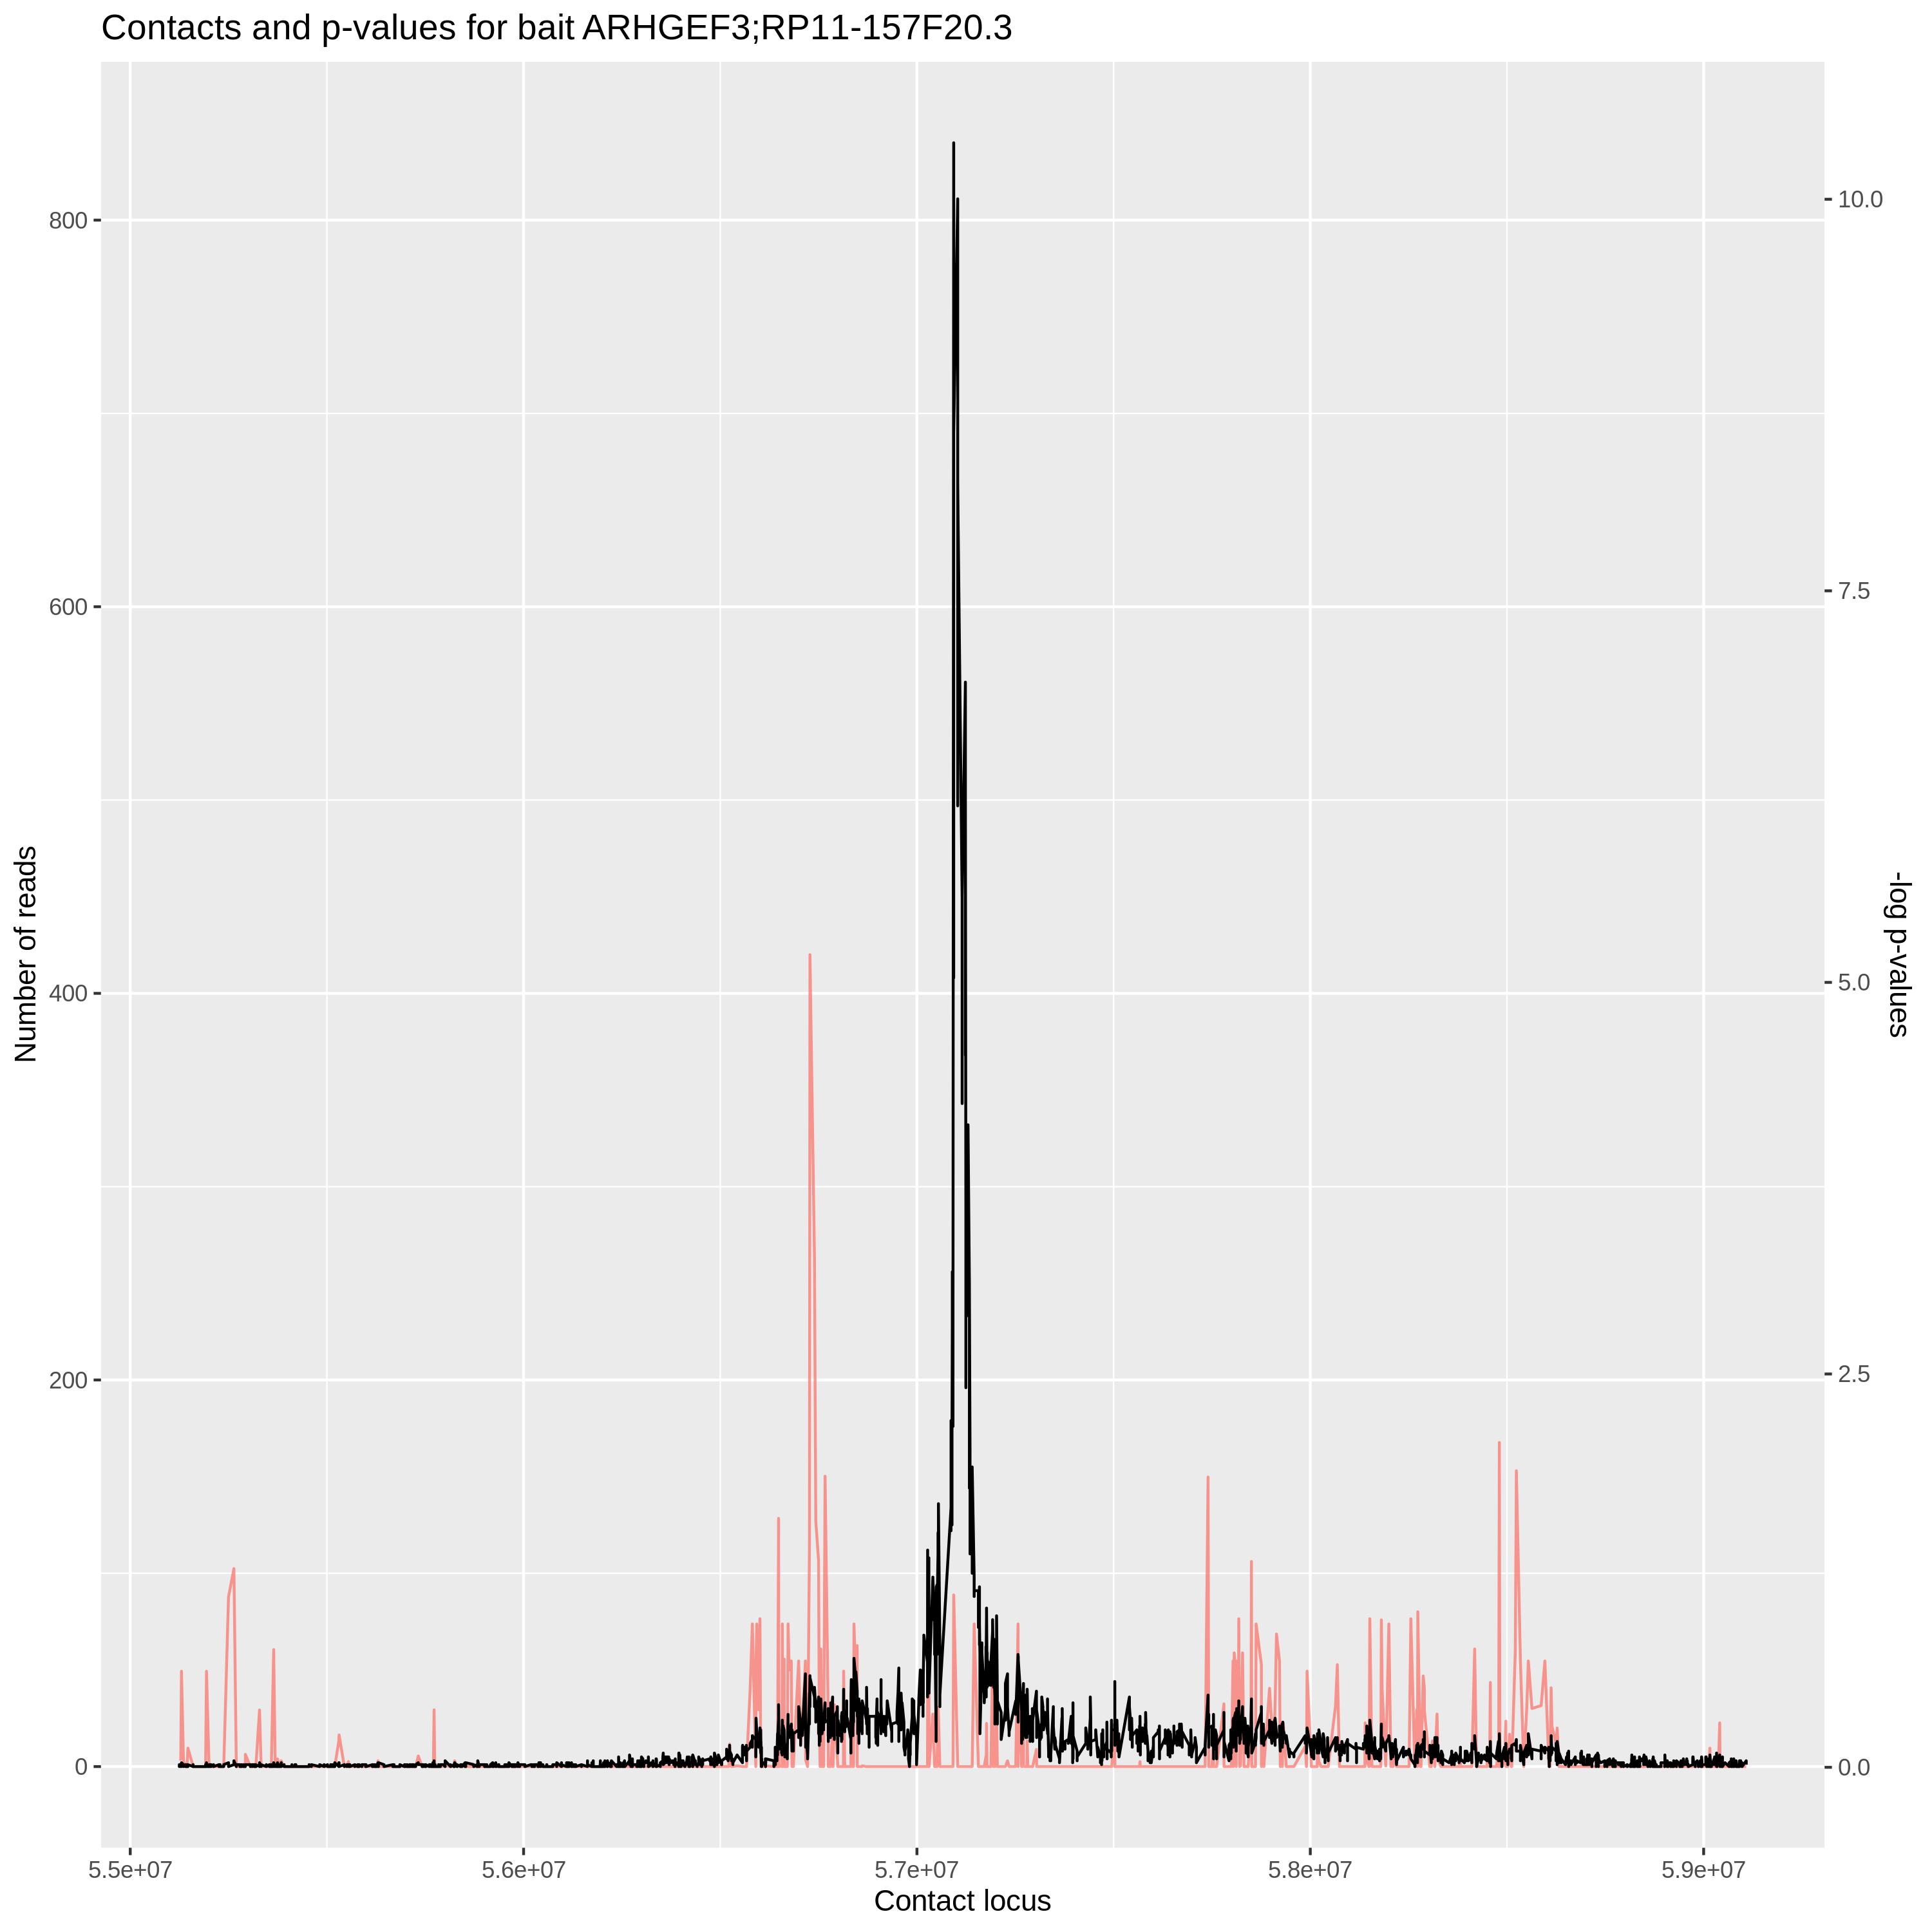 Contacts and p-values for bait ARHGEF3;RP11-157F20.3
800
600
400
200
0
Number of reads
10.0
7.5
5.0
2.5
0.0
-log p-values
5.5e+07
5.6e+07
5.7e+07
5.8e+07
5.9e+07
Contact locus